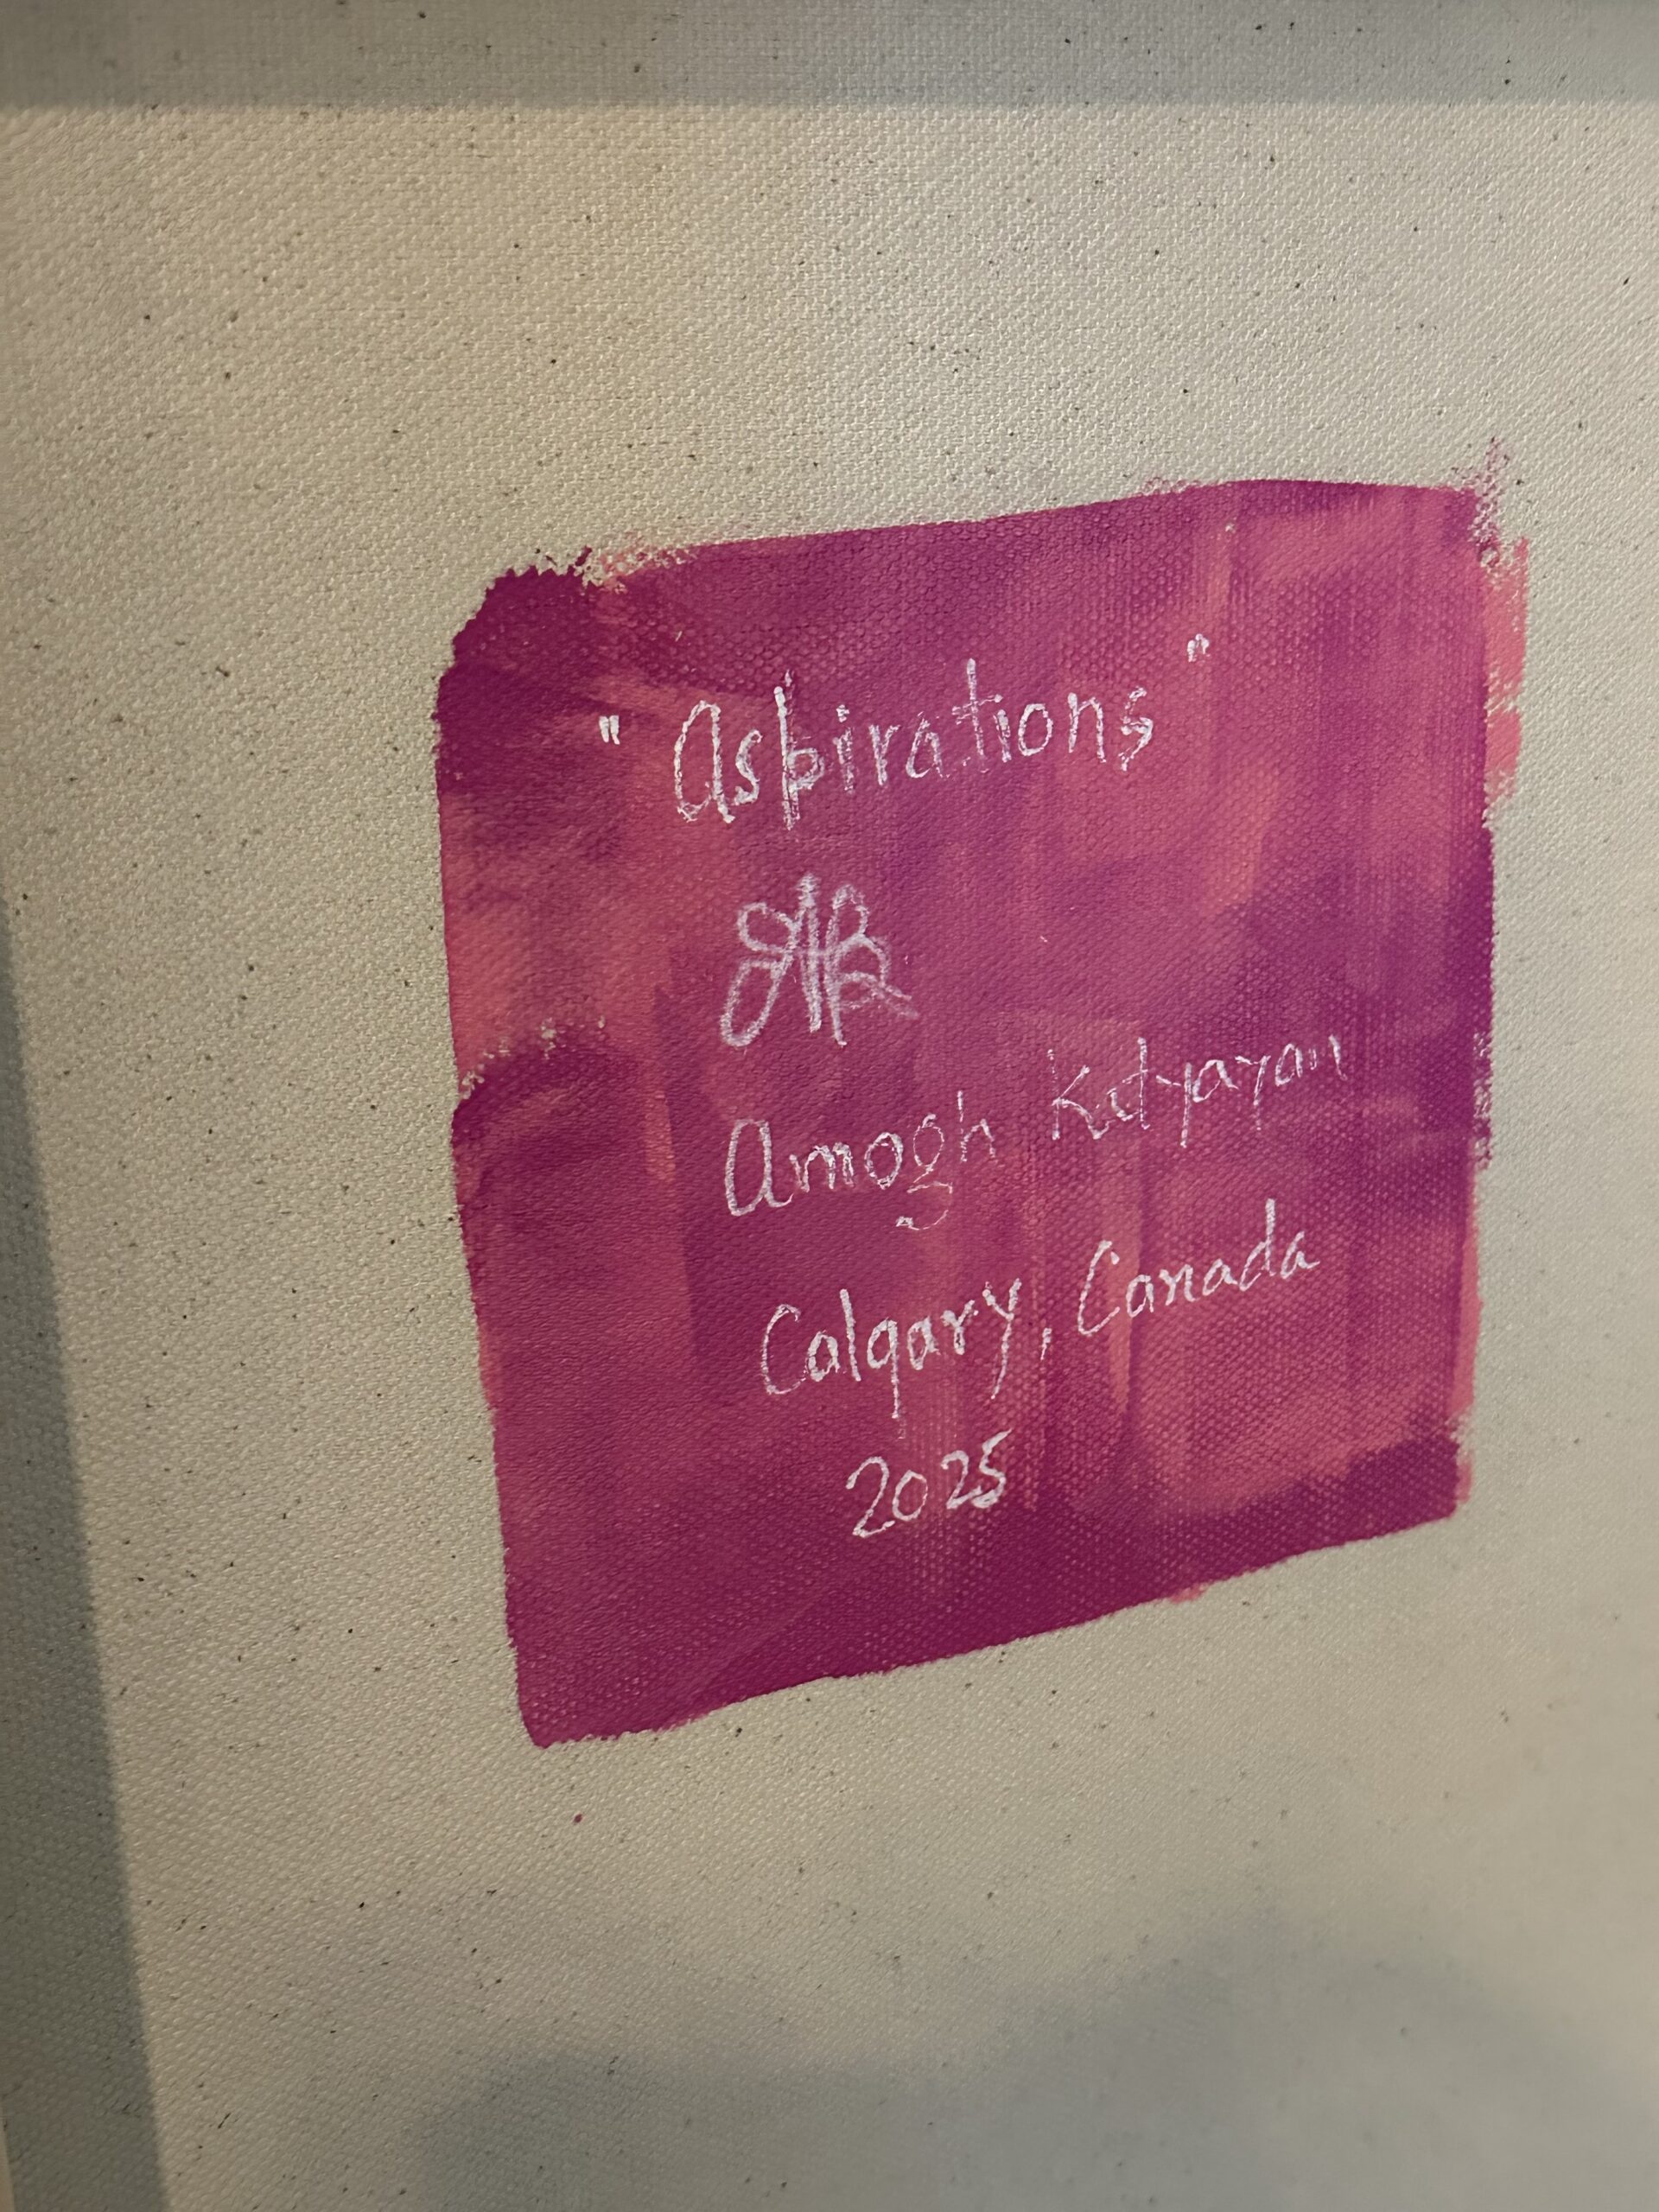 "Aspirations"
Amogh Katyayan
Calgary, Canada
2025